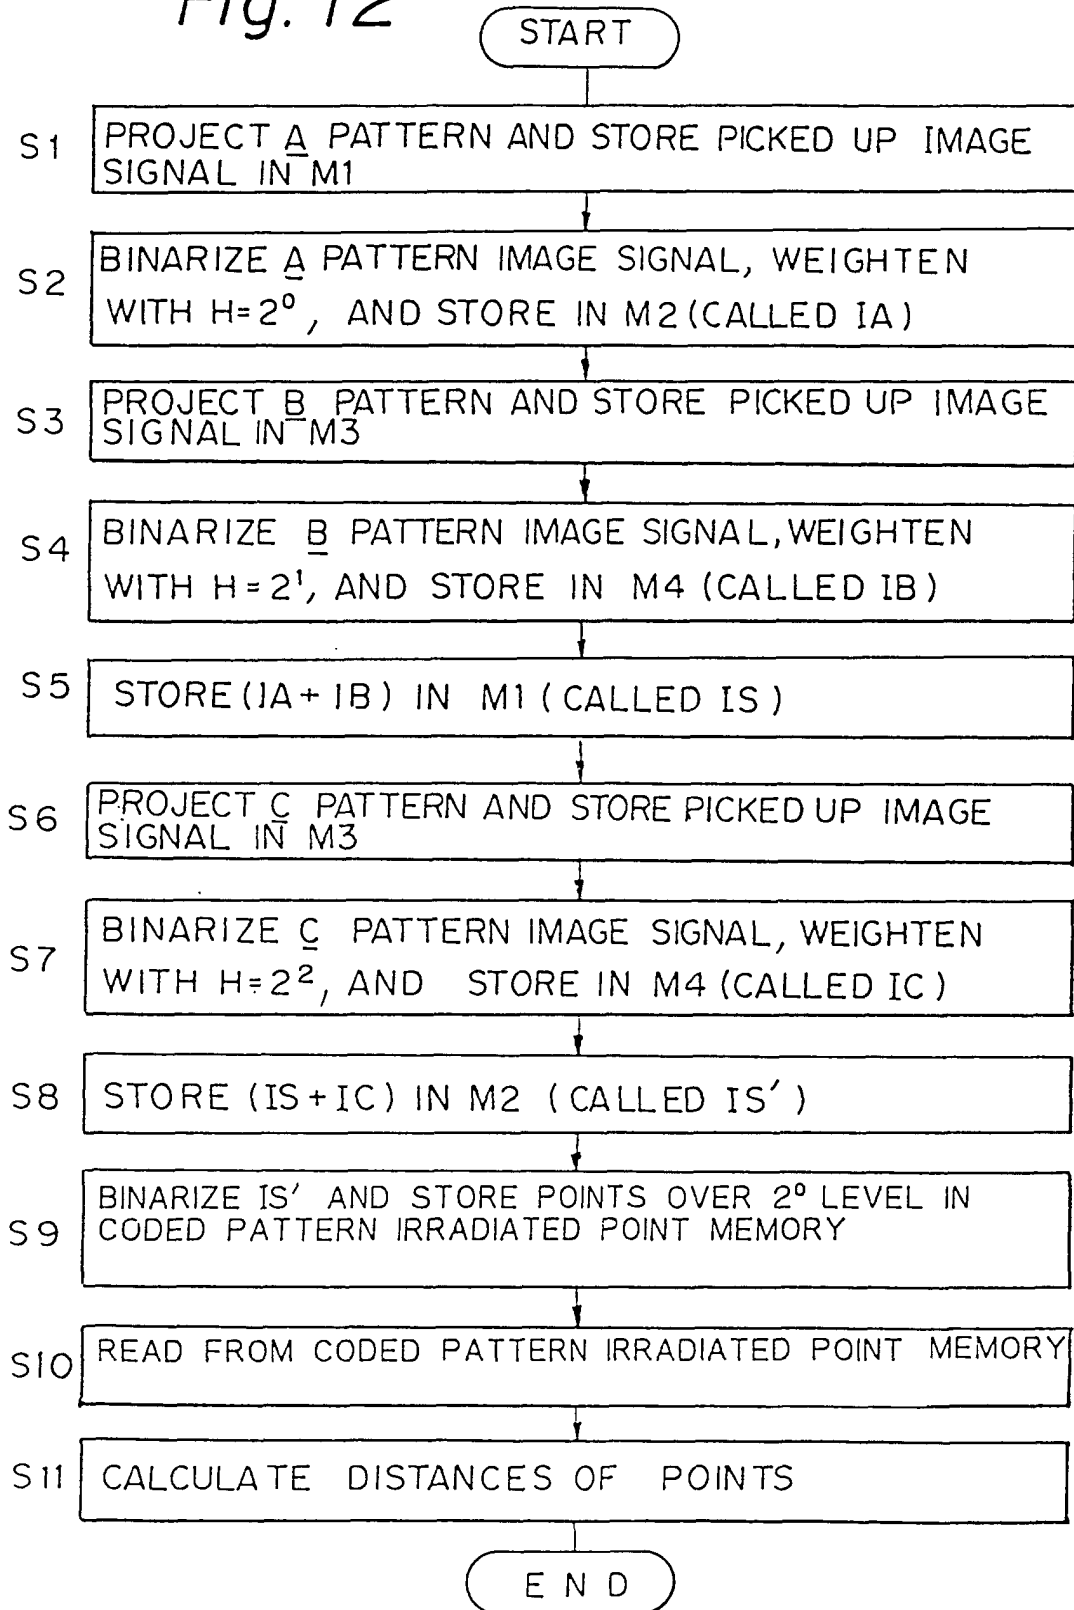 Fig. 12
START
S1
PROJECT A PATTERN AND STORE PICKED UP IMAGE
SIGNAL IN M1
S2
BINARIZE A PATTERN IMAGE SIGNAL, WEIGHTEN
WITH H=2⁰, AND STORE IN M2 (CALLED IA)
S3
PROJECT B PATTERN AND STORE PICKED UP IMAGE
SIGNAL IN M3
S4
BINARIZE B PATTERN IMAGE SIGNAL, WEIGHTEN
WITH H=2¹, AND STORE IN M4 (CALLED IB)
S5
STORE (IA + IB) IN M1 (CALLED IS)
S6
PROJECT C PATTERN AND STORE PICKED UP IMAGE
SIGNAL IN M3
S7
BINARIZE C PATTERN IMAGE SIGNAL, WEIGHTEN
WITH H=2², AND STORE IN M4 (CALLED IC)
S8
STORE (IS + IC) IN M2 (CALLED IS′)
S9
BINARIZE IS′ AND STORE POINTS OVER 2⁰ LEVEL IN
CODED PATTERN IRRADIATED POINT MEMORY
S10
READ FROM CODED PATTERN IRRADIATED POINT MEMORY
S11
CALCULATE DISTANCES OF POINTS
END